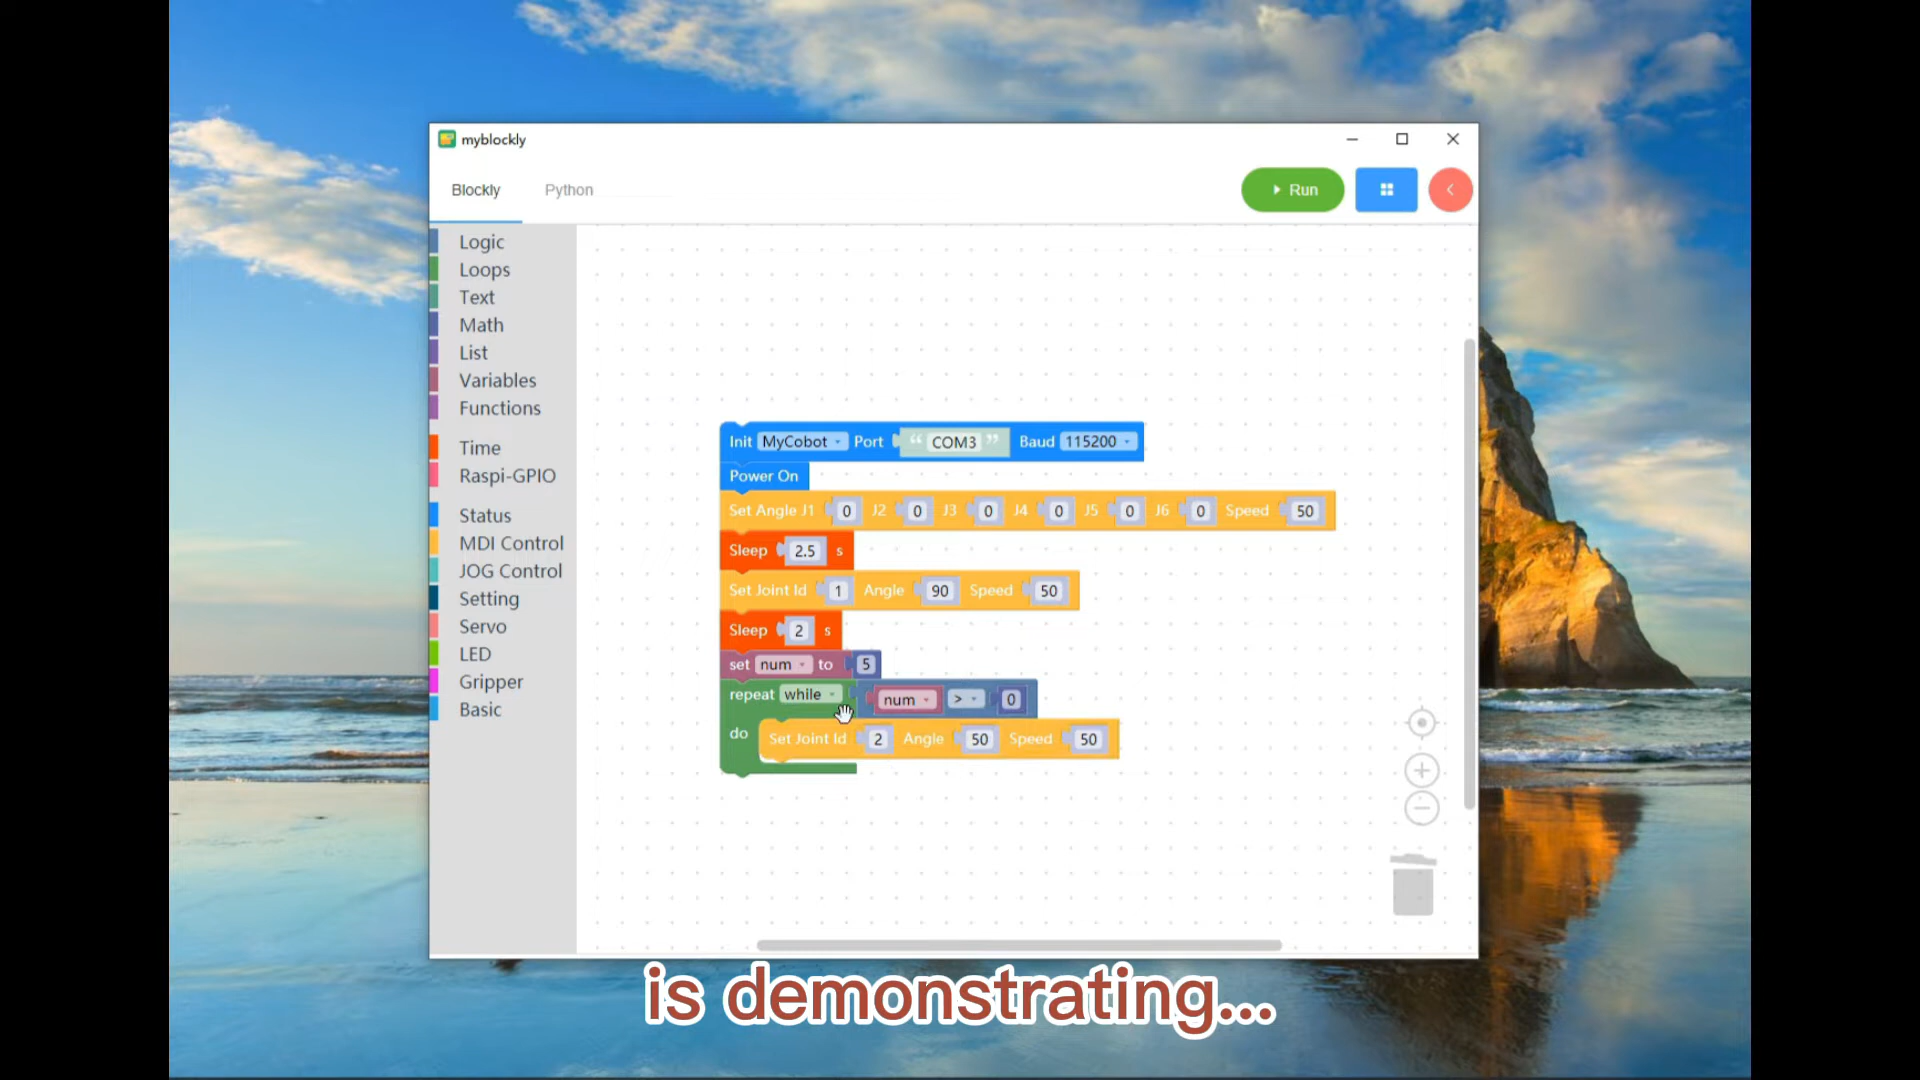 myblockly
Blockly Python Run
Logic
Loops
Text
Math
List
Variables
Functions
Time
Raspi-GPIO
Status
MDI Control
JOG Control
Setting
Servo
LED
Gripper
Basic
Init MyCobot Port “ COM3 ” Baud 115200
Power On
Set Angle J1 0 J2 0 J3 0 J4 0 J5 0 J6 0 Speed 50
Sleep 2.5 s
Set Joint Id 1 Angle 90 Speed 50
Sleep 2 s
set num to 5
repeat while num > 0
do Set Joint Id 2 Angle 50 Speed 50
is demonstrating...